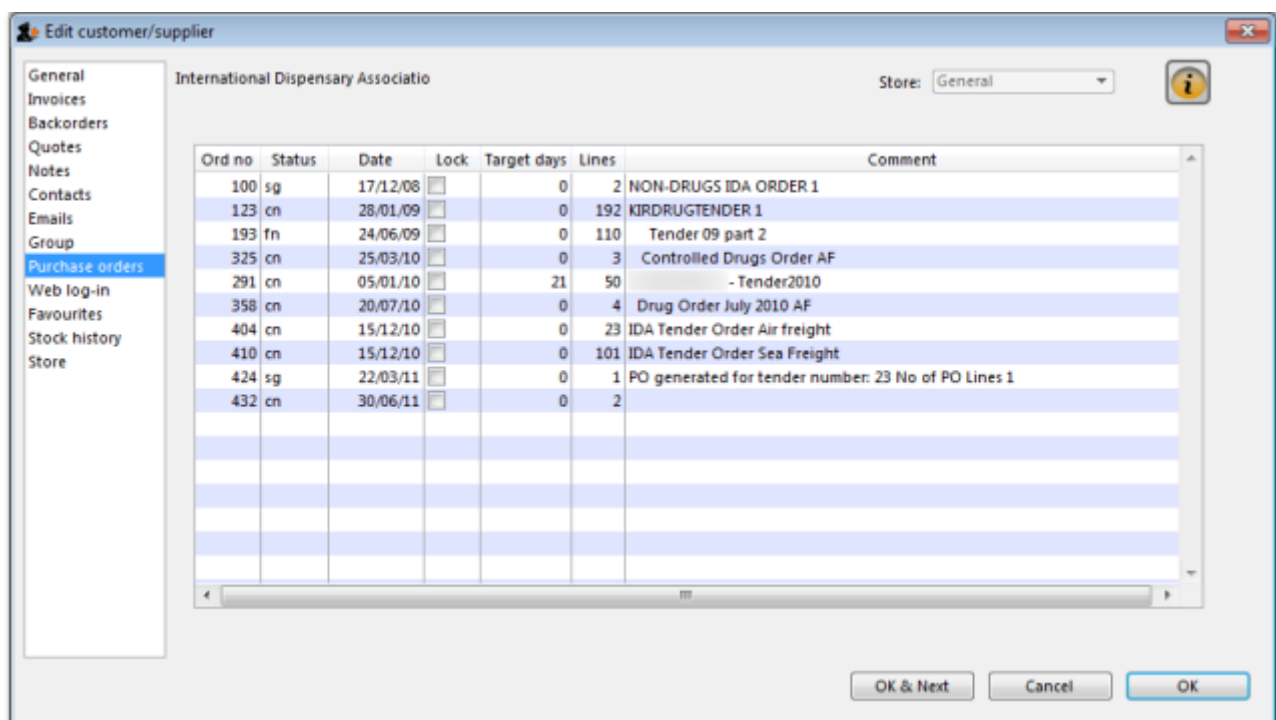 Edit customer/supplier
General
Invoices
Backorders
Quotes
Notes
Contacts
Emails
Group
Purchase orders
Web log-in
Favourites
Stock history
Store
International Dispensary Associatio
Store: General
Ord no Status Date Lock Target days Lines Comment
100 sg 17/12/08 0 2 NON-DRUGS IDA ORDER 1
123 cn 28/01/09 0 192 KIRDRUGTENDER 1
193 fn 24/06/09 0 110 Tender 09 part 2
325 cn 25/03/10 0 3 Controlled Drugs Order AF
291 cn 05/01/10 21 50 - Tender2010
358 cn 20/07/10 0 4 Drug Order July 2010 AF
404 cn 15/12/10 0 23 IDA Tender Order Air freight
410 cn 15/12/10 0 101 IDA Tender Order Sea Freight
424 sg 22/03/11 0 1 PO generated for tender number: 23 No of PO Lines 1
432 cn 30/06/11 0 2
OK & Next Cancel OK